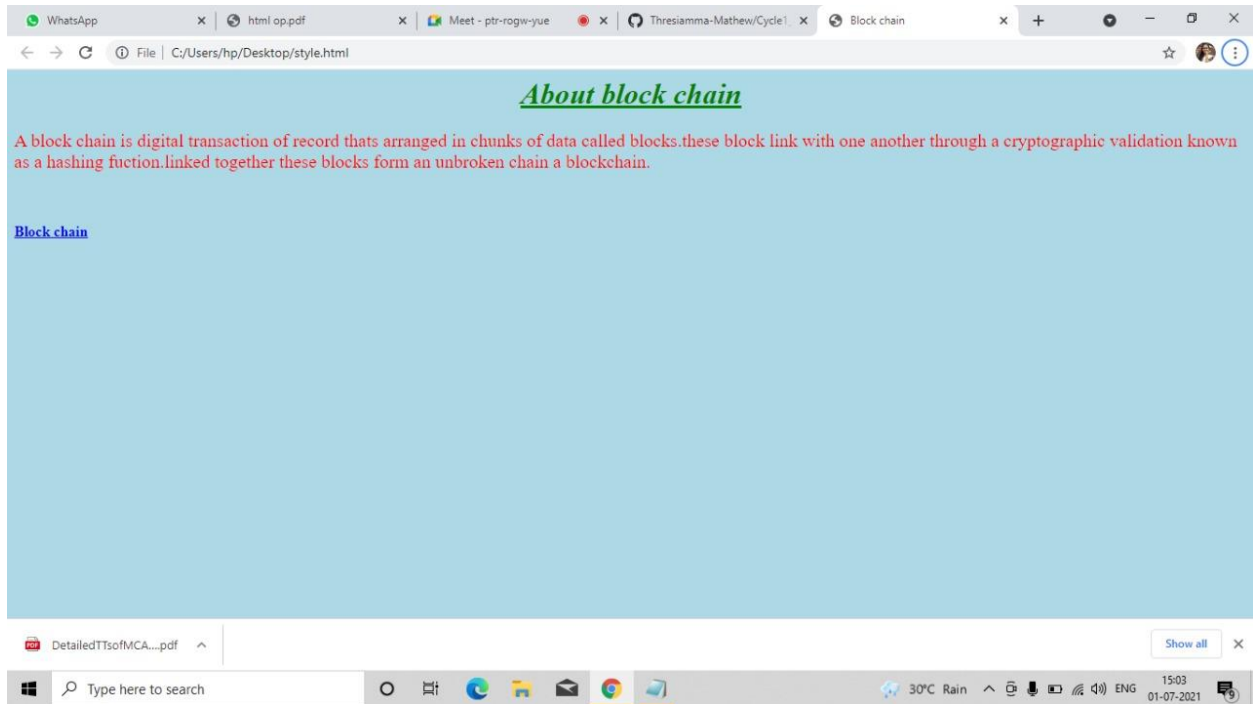 WhatsApp
html op.pdf
Meet - ptr-rogw-yue
Thresiamma-Mathew/Cycle1_
Block chain
File | C:/Users/hp/Desktop/style.html
About block chain
A block chain is digital transaction of record thats arranged in chunks of data called blocks.these block link with one another through a cryptographic validation known
as a hashing fuction.linked together these blocks form an unbroken chain a blockchain.
Block chain
PDF
DetailedTTsofMCA....pdf
Show all
Type here to search
30°C Rain
ENG
15:03
01-07-2021
9